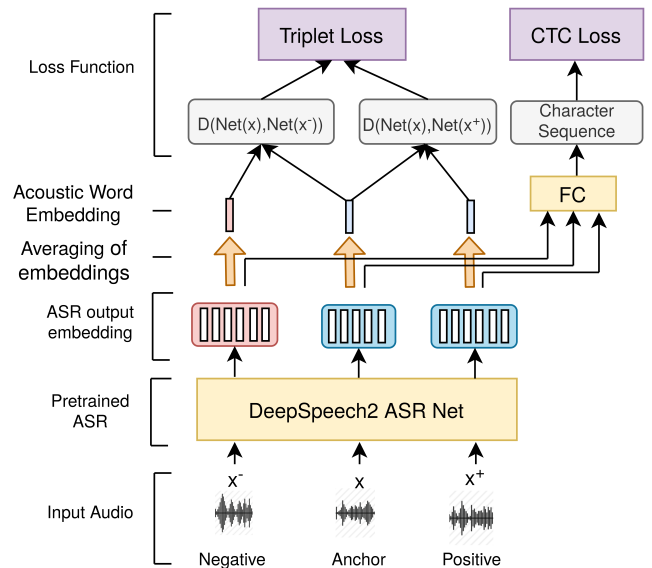 Triplet Loss
CTC Loss
Loss Function
D(Net(x),Net(x⁻))
D(Net(x),Net(x⁺))
Character
Sequence
Acoustic Word
Embedding
FC
Averaging of
embeddings
ASR output
embedding
Pretrained
ASR
DeepSpeech2 ASR Net
x⁻
x
x⁺
Input Audio
Negative
Anchor
Positive